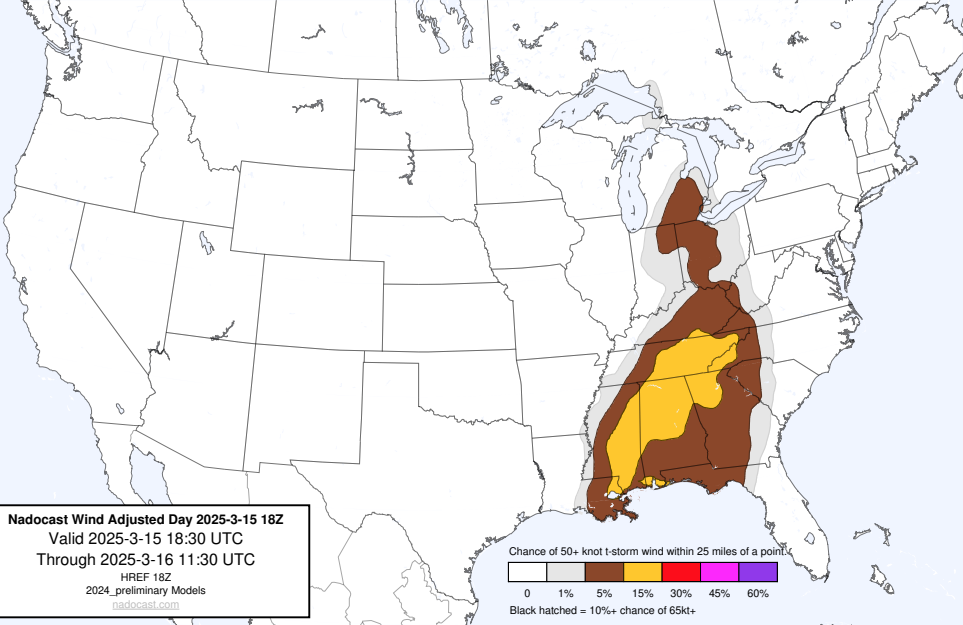 Nadocast Wind Adjusted Day 2025-3-15 18Z
Valid 2025-3-15 18:30 UTC
Through 2025-3-16 11:30 UTC
HREF 18Z
2024_preliminary Models
nadocast.com
Chance of 50+ knot t-storm wind within 25 miles of a point.
0 1% 5% 15% 30% 45% 60%
Black hatched = 10%+ chance of 65kt+